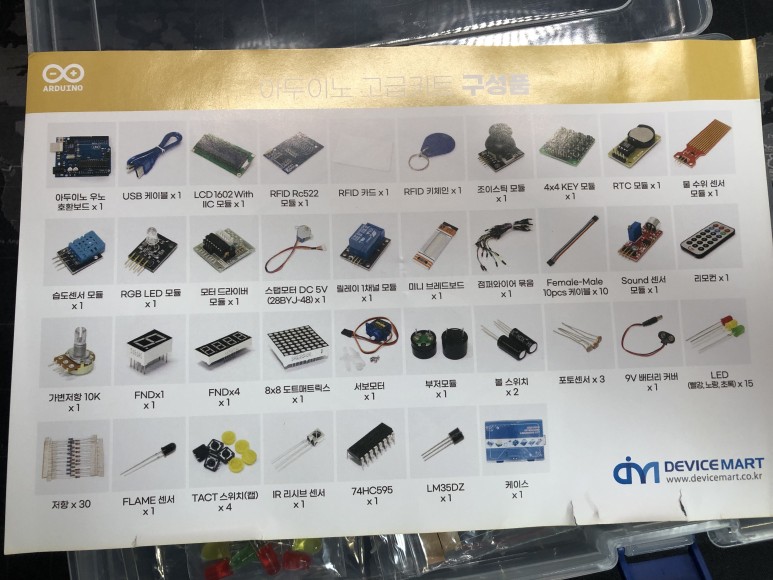 ARDUINO
아두이노 고급키트 구성품
아두이노 우노
호환보드 x 1
USB 케이블 x 1
LCD 1602 With
IIC 모듈 x 1
RFID Rc522
모듈 x 1
RFID 카드 x 1
RFID 키체인 x 1
조이스틱 모듈
x 1
4x4 KEY 모듈
x 1
RTC 모듈 x 1
물 수위 센서
모듈 x 1
습도센서 모듈
x 1
RGB LED 모듈
x 1
모터 드라이버
모듈 x 1
스텝모터 DC 5V
(28BYJ-48) x 1
릴레이 1채널 모듈
x 1
미니 브레드보드
x 1
점퍼와이어 묶음
x 1
Female-Male
10pcs 케이블 x 10
Sound 센서
모듈 x 1
리모컨 x 1
가변저항 10K
x 1
FNDx1
x 1
FNDx4
x 1
8x8 도트매트릭스
x 1
서보모터
x 1
부저모듈
x 1
볼 스위치
x 2
포토센서 x 3
9V 배터리 커버
x 1
LED
(빨강, 노랑, 초록) x 15
저항 x 30
FLAME 센서
x 1
TACT 스위치(캡)
x 4
IR 리시브 센서
x 1
74HC595
x 1
LM35DZ
x 1
케이스
x 1
DEVICEMART
www.devicemart.co.kr